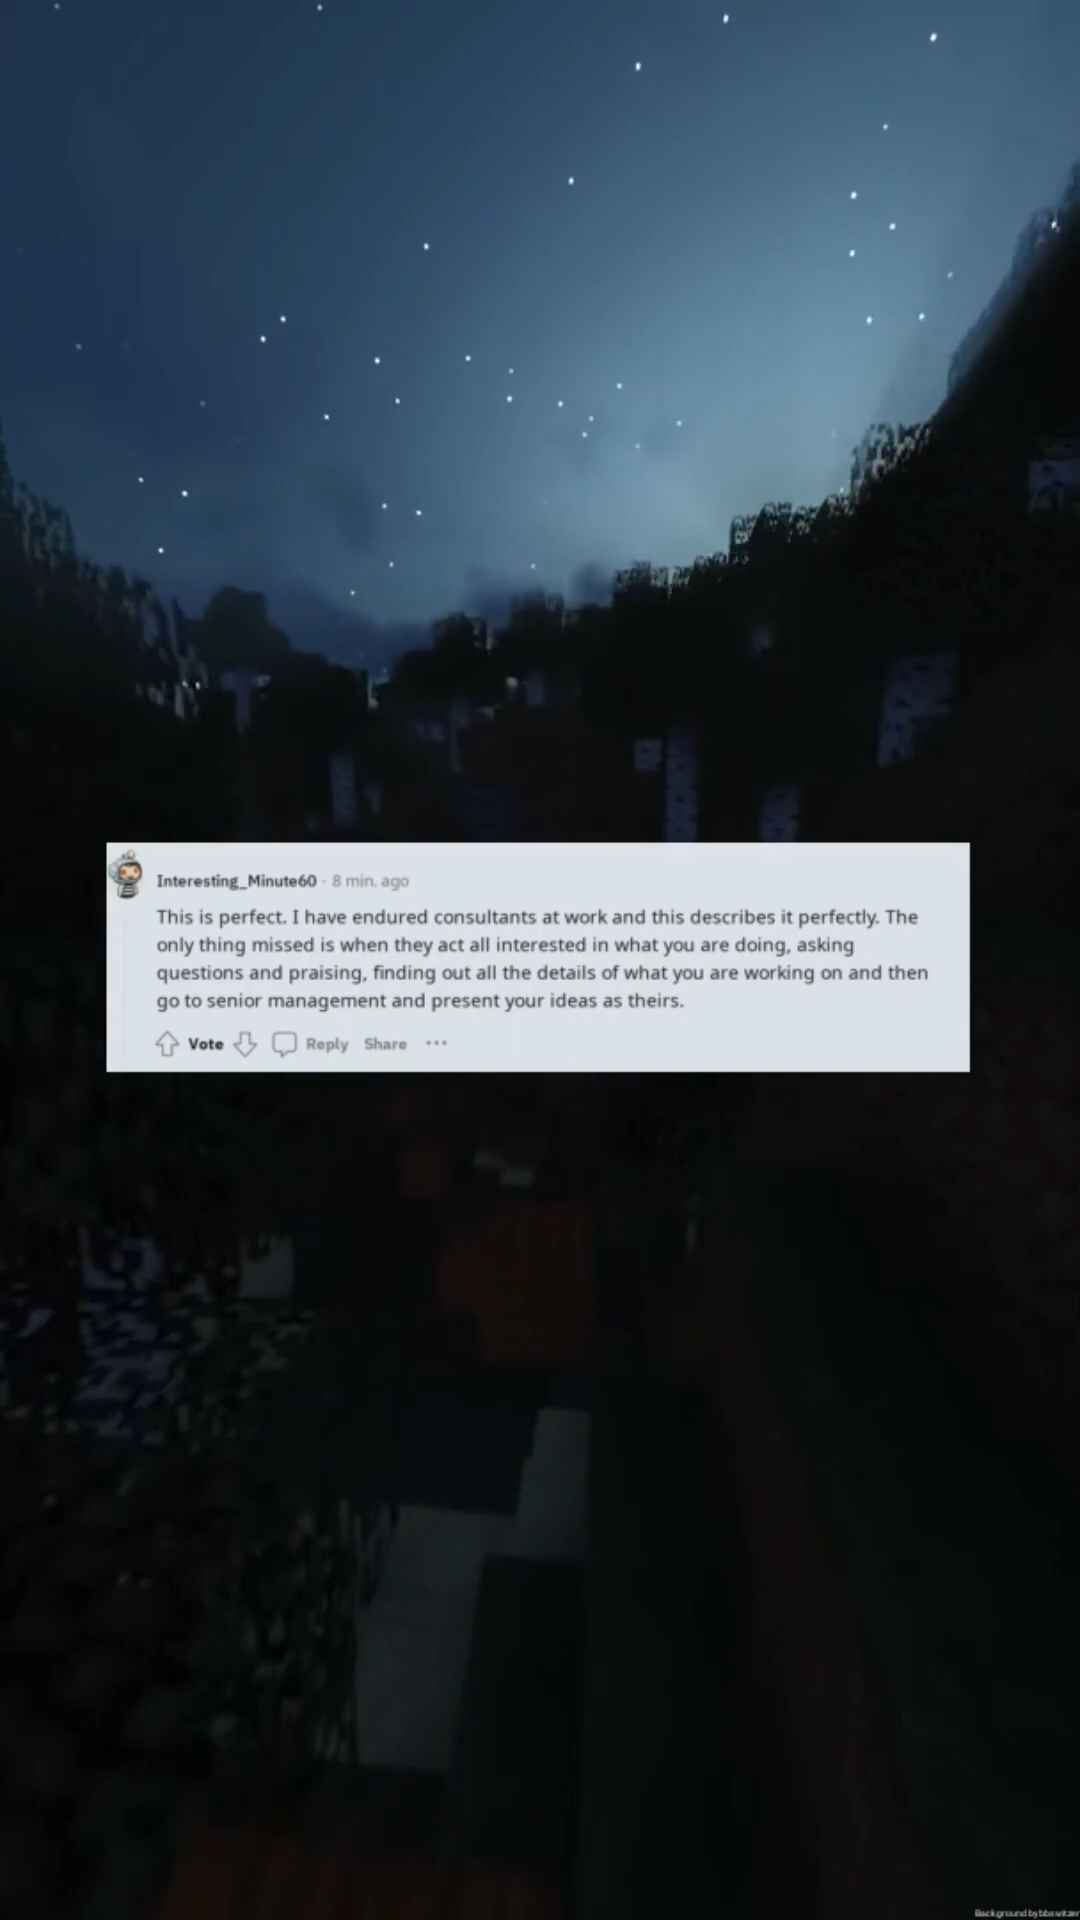 Interesting_Minute60 · 8 min. ago
This is perfect. I have endured consultants at work and this describes it perfectly. The
only thing missed is when they act all interested in what you are doing, asking
questions and praising, finding out all the details of what you are working on and then
go to senior management and present your ideas as theirs.
Vote Reply Share •••
Background by bbswitzer